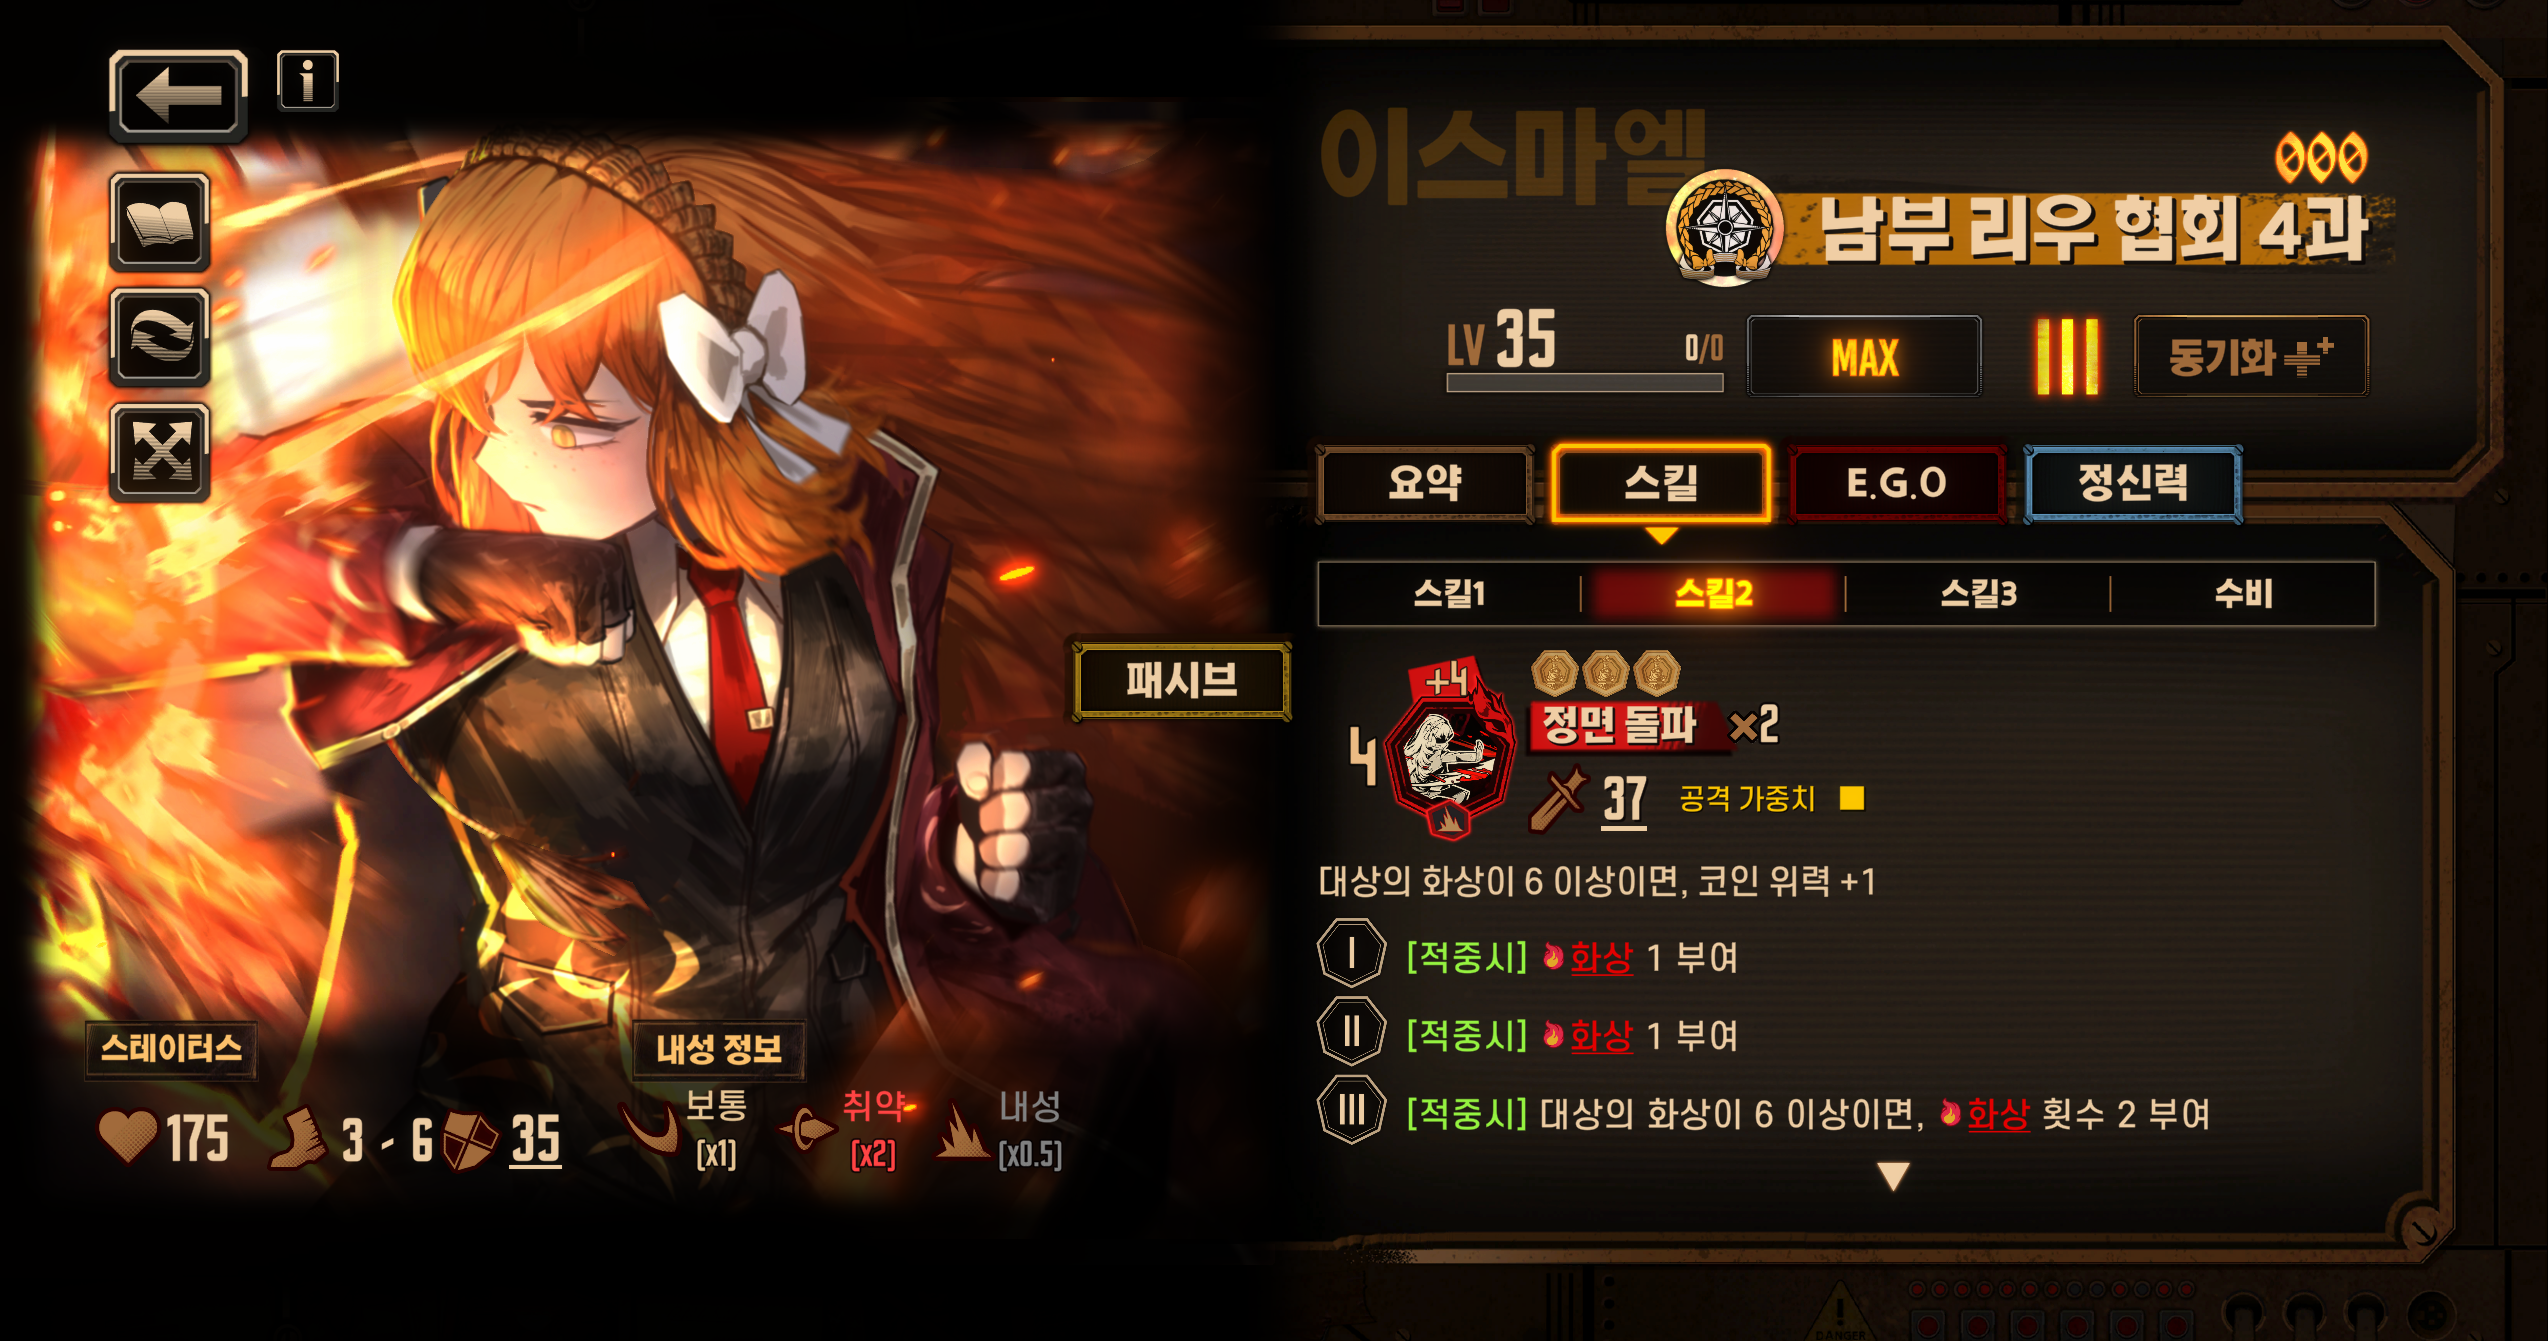 이스마엘
남부 리우 협회 4과
LV 35
0/0
MAX
III
동기화
요약
스킬
E.G.O
정신력
스킬1
스킬2
스킬3
수비
패시브
+4
4
정면 돌파 ×2
37
공격 가중치
대상의 화상이 6 이상이면, 코인 위력 +1
I [적중시] 화상 1 부여
II [적중시] 화상 1 부여
III [적중시] 대상의 화상이 6 이상이면, 화상 횟수 2 부여
스테이터스
175
3 - 6
35
내성 정보
보통
[x1]
취약
[x2]
내성
[x0.5]
DANGER